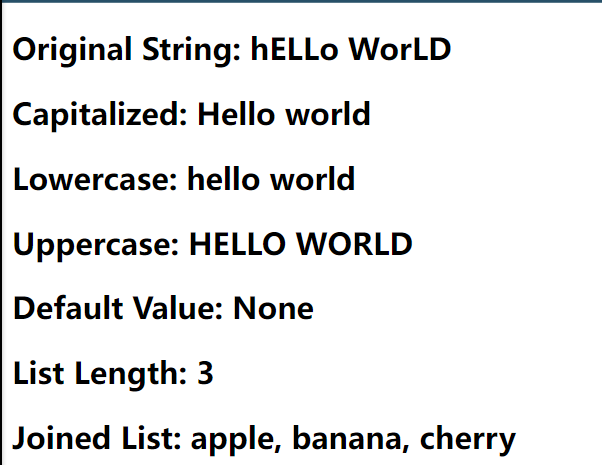 Original String: hELLo WorLD
Capitalized: Hello world
Lowercase: hello world
Uppercase: HELLO WORLD
Default Value: None
List Length: 3
Joined List: apple, banana, cherry